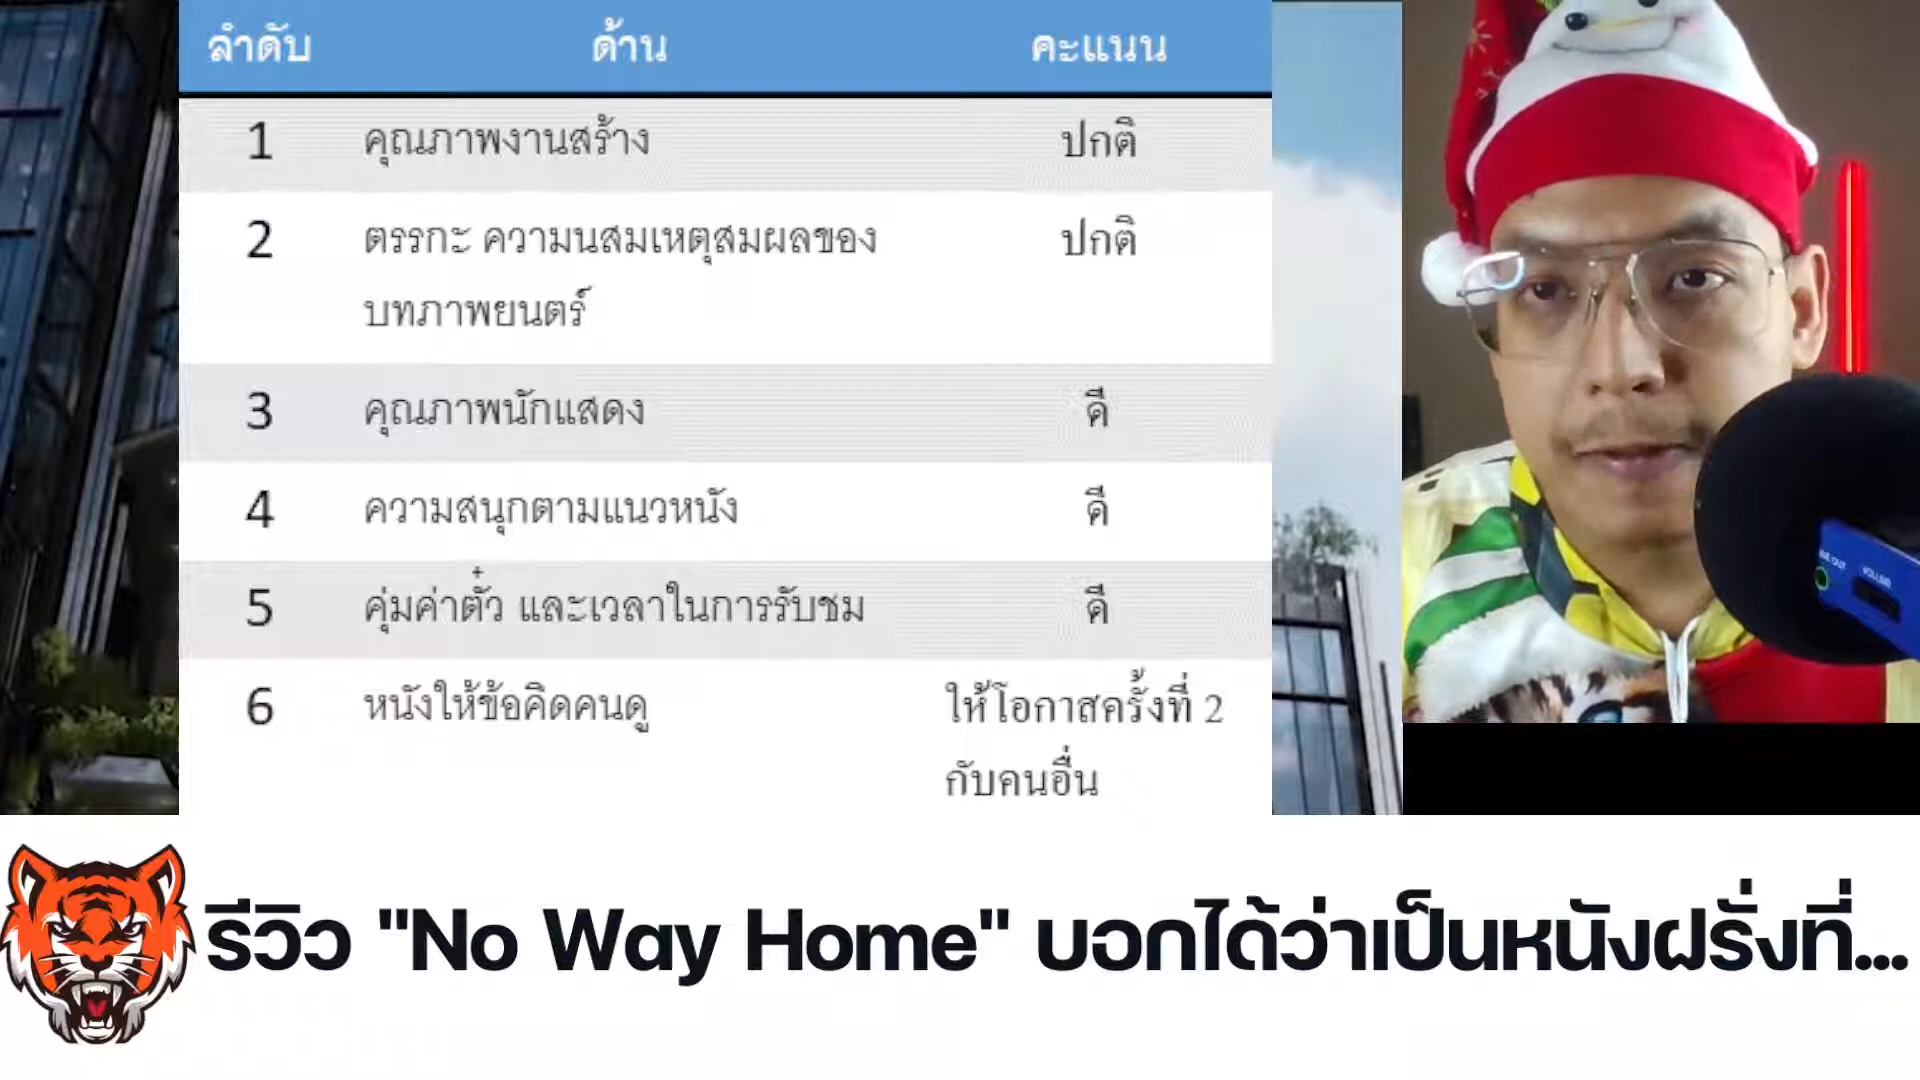 ลำดับ ด้าน คะแนน
1 คุณภาพงานสร้าง ปกติ
2 ตรรกะ ความนสมเหตุสมผลของ ปกติ
บทภาพยนตร์
3 คุณภาพนักแสดง ดี
4 ความสนุกตามแนวหนัง ดี
5 คุ่มค่าตั๋ว และเวลาในการรับชม ดี
6 หนังให้ข้อคิดคนดู ให้โอกาสครั้งที่ 2
กับคนอื่น
VOLUME
รีวิว "No Way Home" บอกได้ว่าเป็นหนังฝรั่งที่...